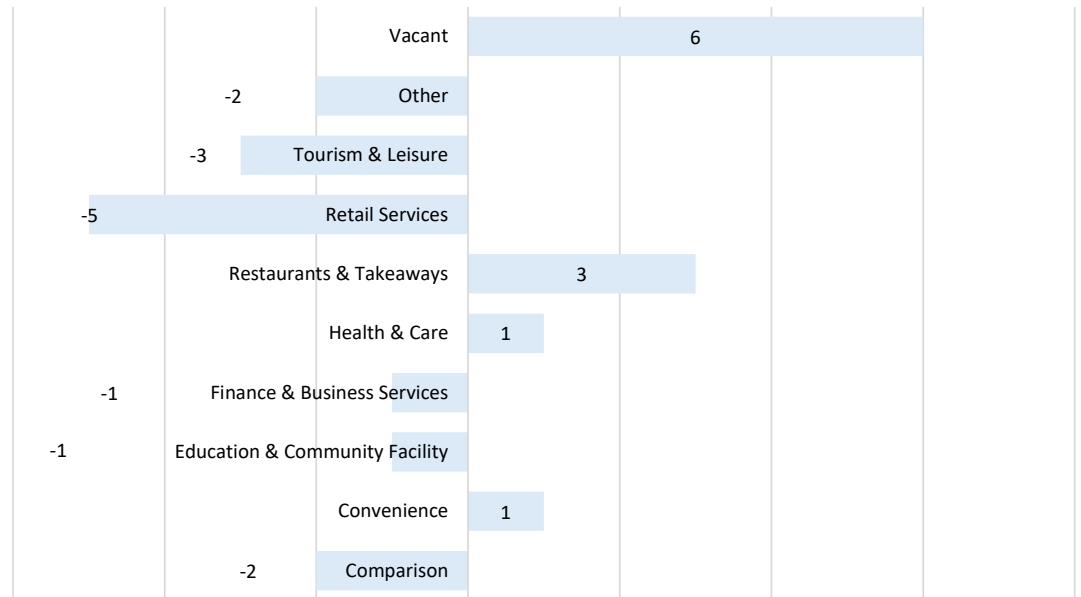 Vacant 6
-2 Other
-3 Tourism & Leisure
-5 Retail Services
Restaurants & Takeaways 3
Health & Care 1
-1 Finance & Business Services
-1 Education & Community Facility
Convenience 1
-2 Comparison